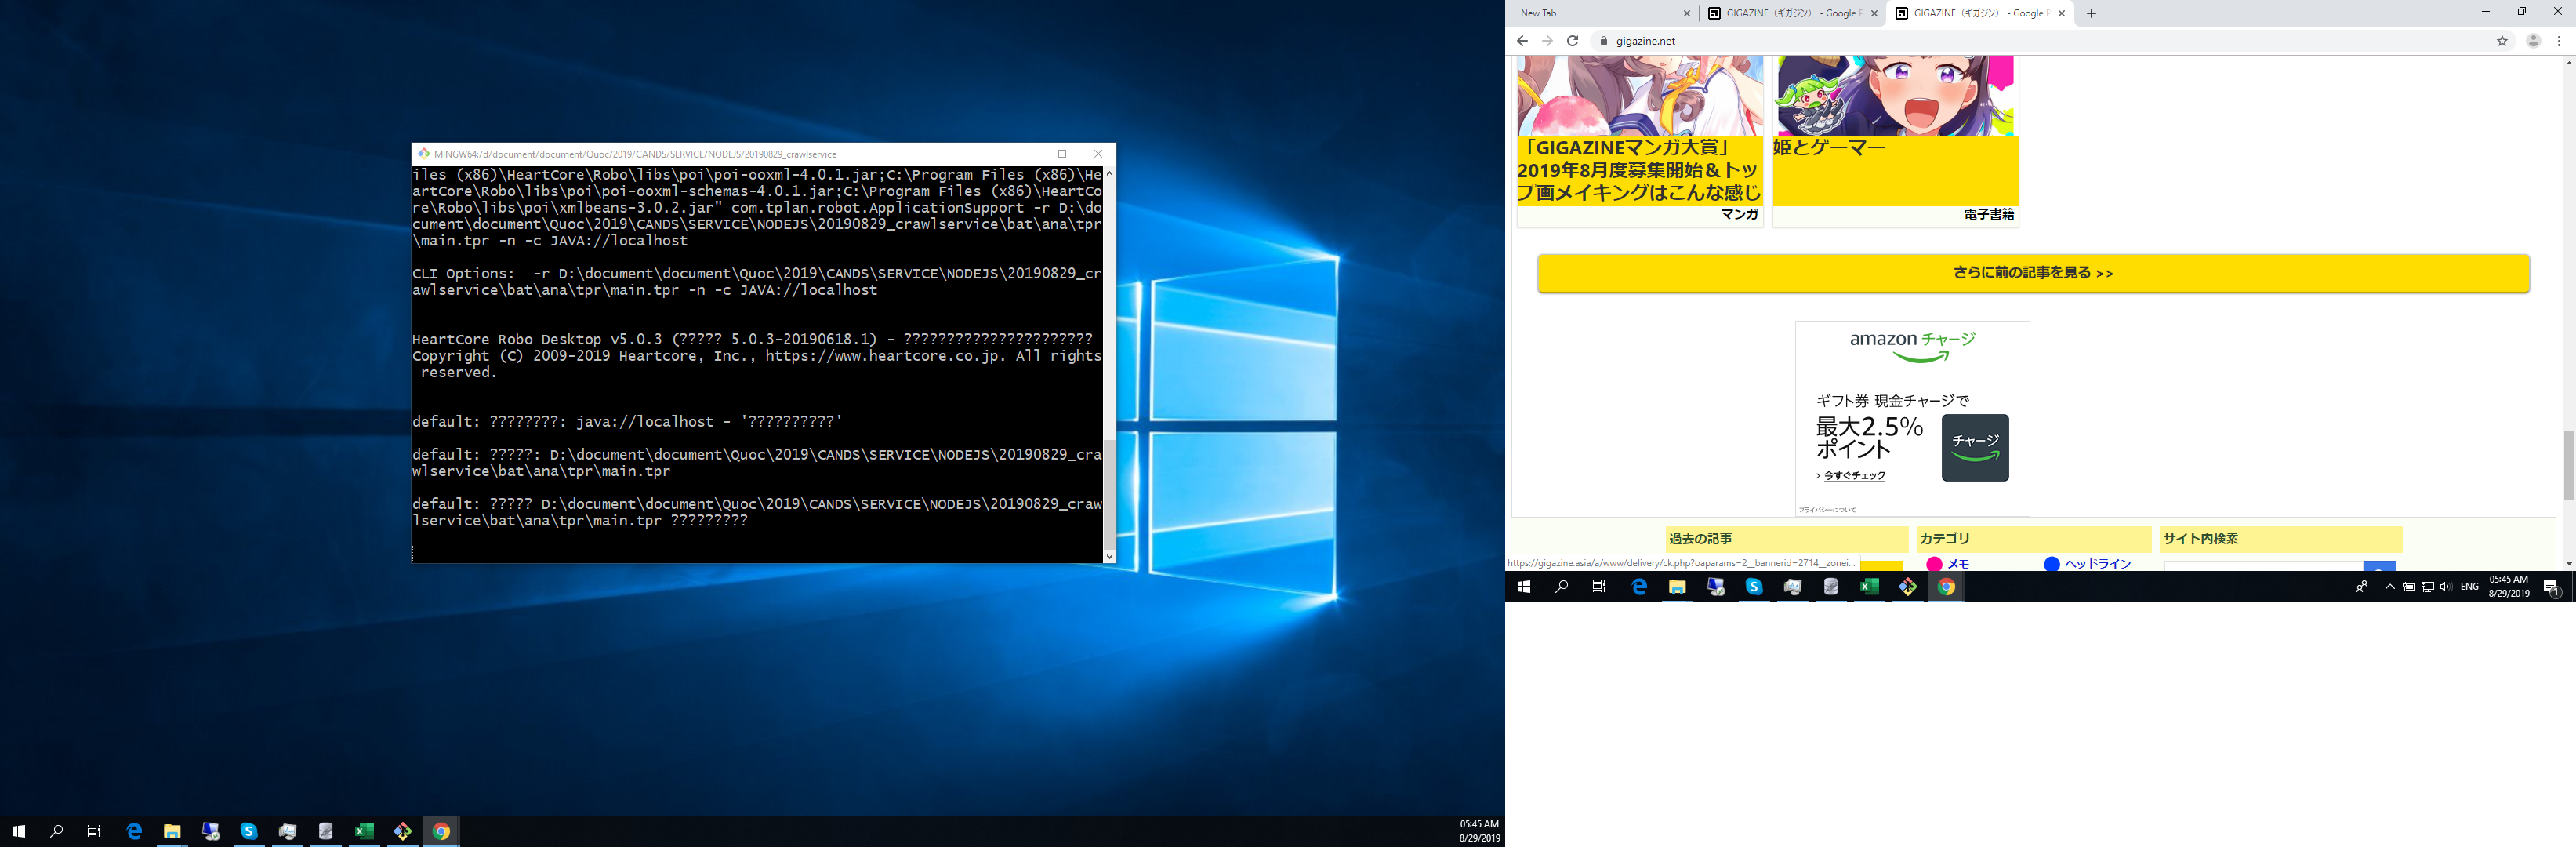 MINGW64:/d/document/document/Quoc/2019/CANDS/SERVICE/NODEJS/20190829_crawlservice
iles (x86)\HeartCore\Robo\libs\poi\poi-ooxml-4.0.1.jar;C:\Program Files (x86)\He
artCore\Robo\libs\poi\poi-ooxml-schemas-4.0.1.jar;C:\Program Files (x86)\HeartCo
re\Robo\libs\poi\xmlbeans-3.0.2.jar" com.tplan.robot.ApplicationSupport -r D:\do
cument\document\Quoc\2019\CANDS\SERVICE\NODEJS\20190829_crawlservice\bat\ana\tpr
\main.tpr -n -c JAVA://localhost
CLI Options:  -r D:\document\document\Quoc\2019\CANDS\SERVICE\NODEJS\20190829_cr
awlservice\bat\ana\tpr\main.tpr -n -c JAVA://localhost
HeartCore Robo Desktop v5.0.3 (????? 5.0.3-20190618.1) - ??????????????????????
Copyright (C) 2009-2019 Heartcore, Inc., https://www.heartcore.co.jp. All rights
 reserved.
default: ????????: java://localhost - '??????????'
default: ?????: D:\document\document\Quoc\2019\CANDS\SERVICE\NODEJS\20190829_cra
wlservice\bat\ana\tpr\main.tpr
default: ????? D:\document\document\Quoc\2019\CANDS\SERVICE\NODEJS\20190829_craw
lservice\bat\ana\tpr\main.tpr ?????????
05:45 AM
8/29/2019
New Tab
GIGAZINE（ギガジン） - Google P
GIGAZINE（ギガジン） - Google P
gigazine.net
「GIGAZINEマンガ大賞」
2019年8月度募集開始＆トッ
プ画メイキングはこんな感じ
マンガ
姫とゲーマー
電子書籍
さらに前の記事を見る >>
amazon チャージ
ギフト券 現金チャージで
最大2.5%
ポイント
チャージ
> 今すぐチェック
プライバシーについて
過去の記事
カテゴリ
サイト内検索
メモ
ヘッドライン
https://gigazine.asia/a/www/delivery/ck.php?oaparams=2__bannerid=2714__zonei...
ENG
05:45 AM
8/29/2019
1